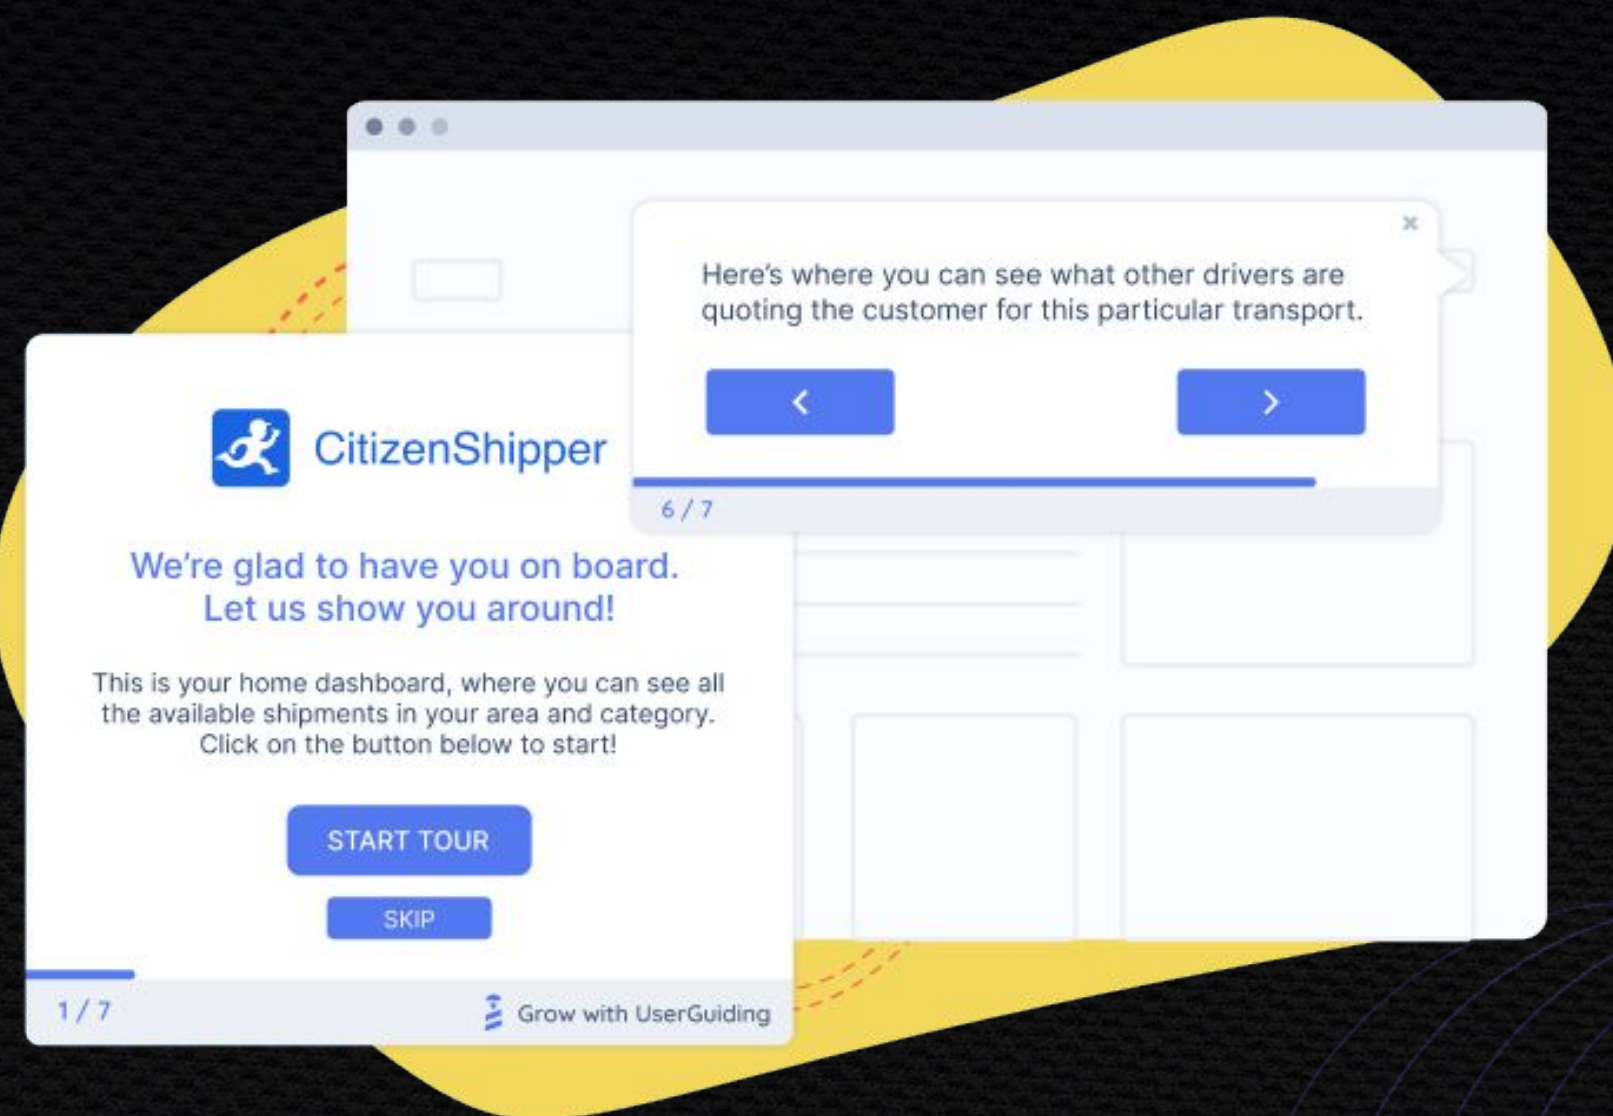 Here's where you can see what other drivers are
quoting the customer for this particular transport.
6 / 7
CitizenShipper
We're glad to have you on board.
Let us show you around!
This is your home dashboard, where you can see all
the available shipments in your area and category.
Click on the button below to start!
START TOUR
SKIP
1 / 7
Grow with UserGuiding